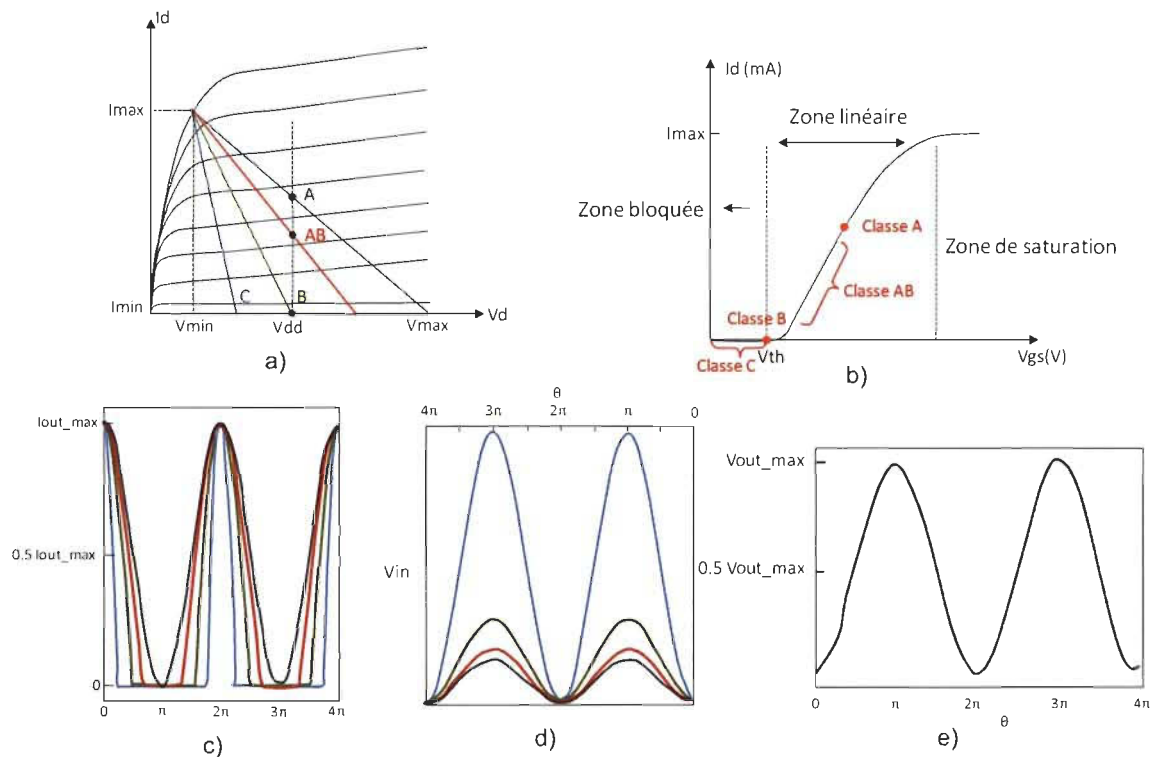 Id
Imax
A
AB
Imin
C
B
Vmin
Vdd
Vmax
Vd
a)
Id (mA)
Imax
Zone linéaire
Zone bloquée
Classe A
Zone de saturation
Classe AB
Classe B
Vth
Classe C
Vgs(V)
b)
Iout_max
0.5 Iout_max
0
0 π 2π 3π 4π
c)
θ
4π 3π 2π π 0
Vin
d)
Vout_max
0.5 Vout_max
0 π 2π 3π 4π
θ
e)